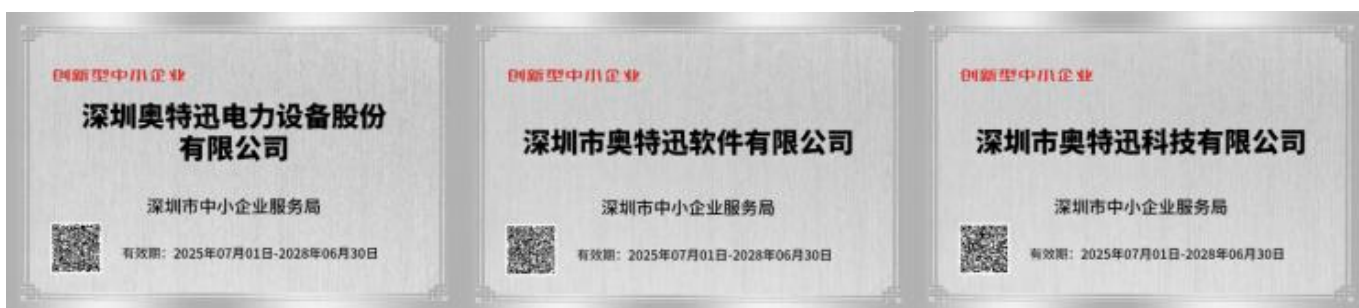 创新型中小企业
深圳奥特迅电力设备股份
有限公司
深圳市中小企业服务局
有效期：2025年07月01日-2028年06月30日
创新型中小企业
深圳市奥特迅软件有限公司
深圳市中小企业服务局
有效期：2025年07月01日-2028年06月30日
创新型中小企业
深圳市奥特迅科技有限公司
深圳市中小企业服务局
有效期：2025年07月01日-2028年06月30日